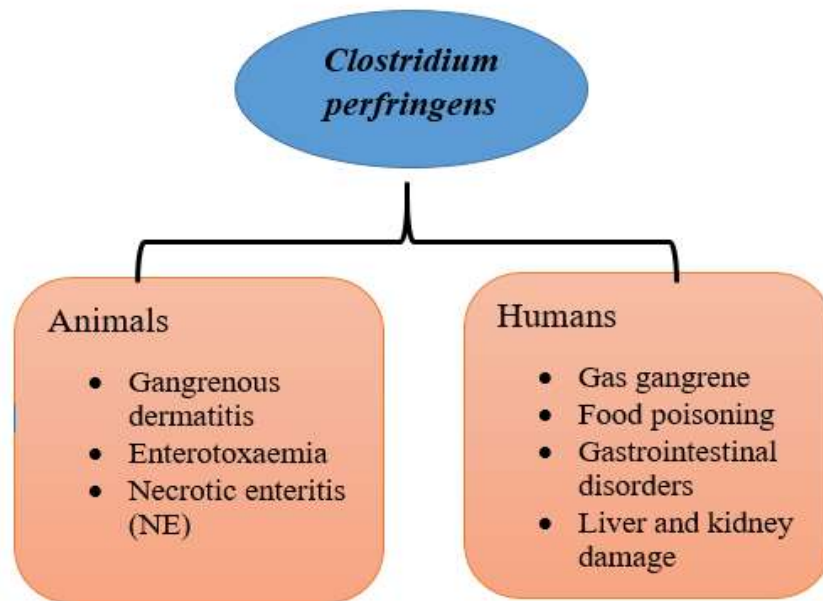 Clostridium
perfringens
Animals
• Gangrenous
dermatitis
• Enterotoxaemia
• Necrotic enteritis
(NE)
Humans
• Gas gangrene
• Food poisoning
• Gastrointestinal
disorders
• Liver and kidney
damage